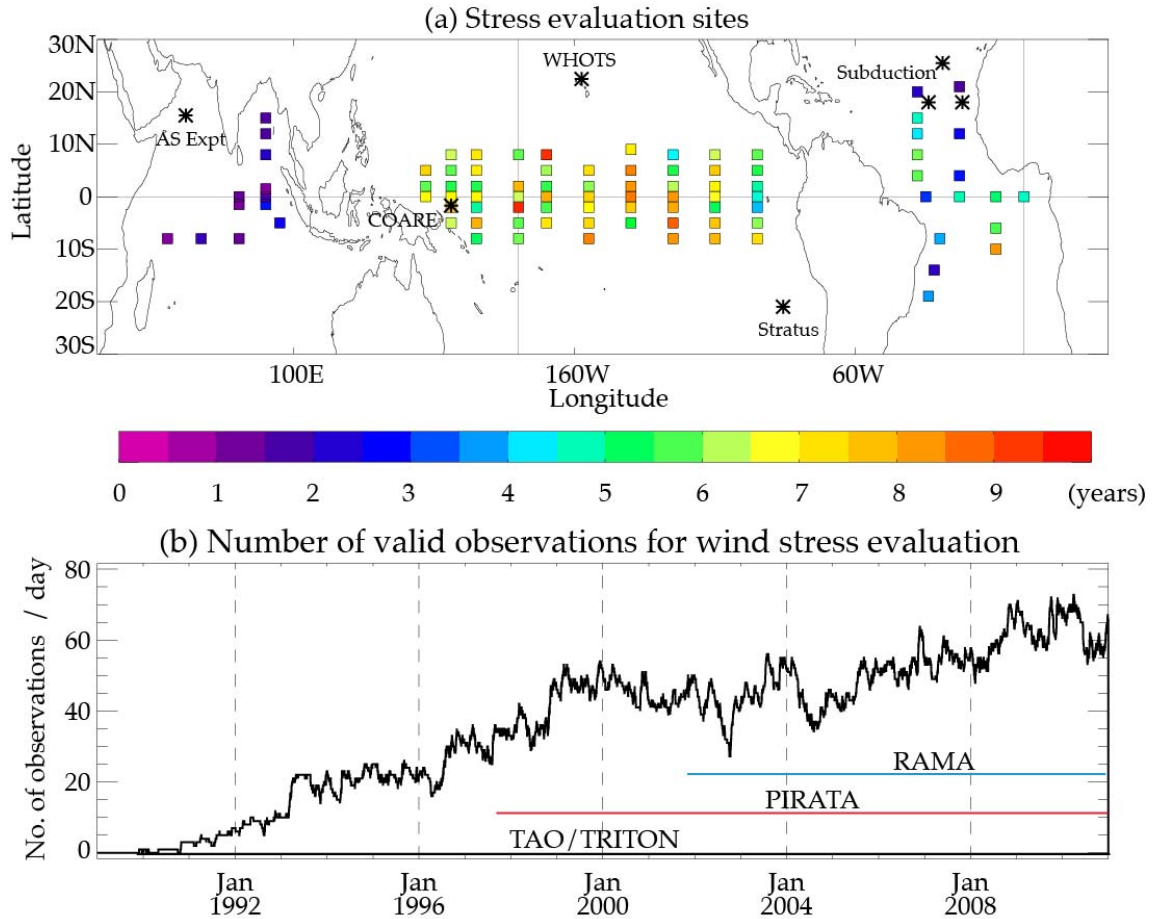 (a) Stress evaluation sites
30N
20N
10N
0
10S
20S
30S
Latitude
WHOTS
Subduction
AS Expt
COARE
Stratus
100E 160W 60W
Longitude
0 1 2 3 4 5 6 7 8 9 (years)
(b) Number of valid observations for wind stress evaluation
80
60
40
20
0
No. of observations / day
RAMA
PIRATA
TAO/TRITON
Jan Jan Jan Jan Jan
1992 1996 2000 2004 2008